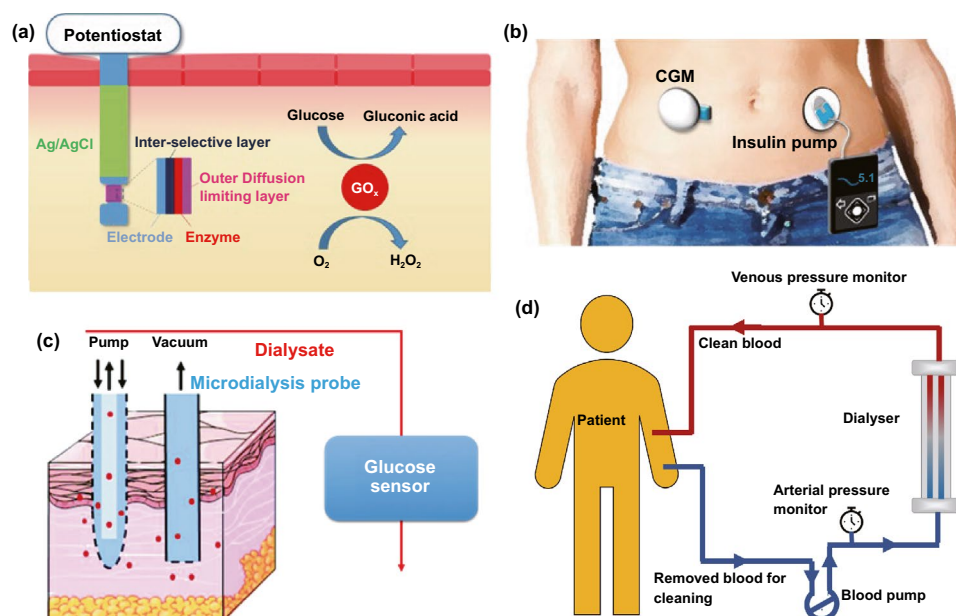 (a)
Potentiostat
Ag/AgCl
Inter-selective layer
Outer Diffusion
limiting layer
Electrode
Enzyme
Glucose
Gluconic acid
GOₓ
O₂
H₂O₂
(b)
CGM
Insulin pump
5.1
(c)
Pump
Vacuum
Dialysate
Microdialysis probe
Glucose
sensor
(d)
Venous pressure monitor
Clean blood
Patient
Dialyser
Arterial pressure
monitor
Removed blood for
cleaning
Blood pump